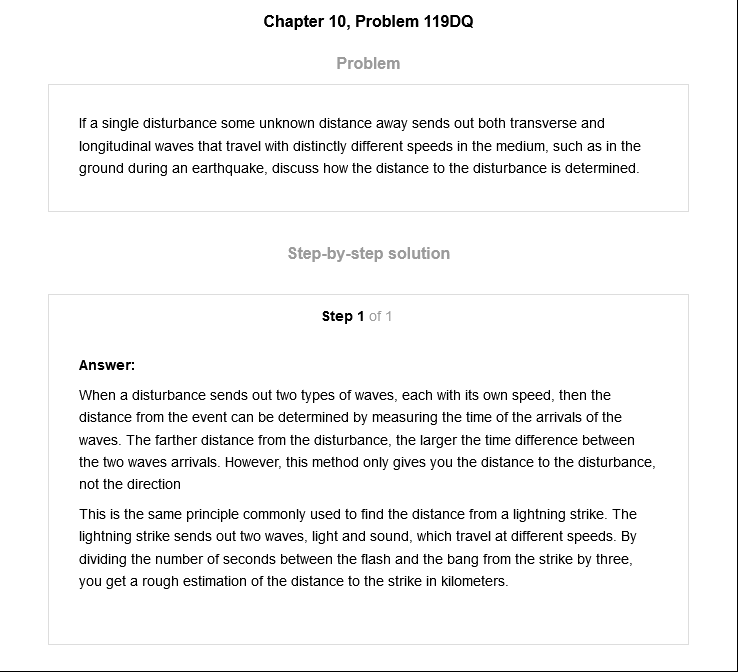 Chapter 10, Problem 119DQ
Problem
If a single disturbance some unknown distance away sends out both transverse and
longitudinal waves that travel with distinctly different speeds in the medium, such as in the
ground during an earthquake, discuss how the distance to the disturbance is determined.
Step-by-step solution
Step 1 of 1
Answer:
When a disturbance sends out two types of waves, each with its own speed, then the
distance from the event can be determined by measuring the time of the arrivals of the
waves. The farther distance from the disturbance, the larger the time difference between
the two waves arrivals. However, this method only gives you the distance to the disturbance,
not the direction
This is the same principle commonly used to find the distance from a lightning strike. The
lightning strike sends out two waves, light and sound, which travel at different speeds. By
dividing the number of seconds between the flash and the bang from the strike by three,
you get a rough estimation of the distance to the strike in kilometers.